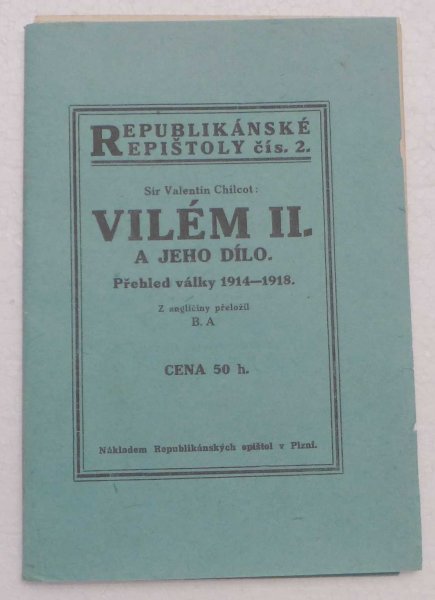 REPUBLIKÁNSKÉ
EPIŠTOLY čís. 2.
Sir Valentin Chilcot:
VILÉM II.
A JEHO DÍLO.
Přehled války 1914—1918.
Z angličiny přeložil
B. A
CENA 50 h.
Nákladem Republikánských epištol v Plzni.